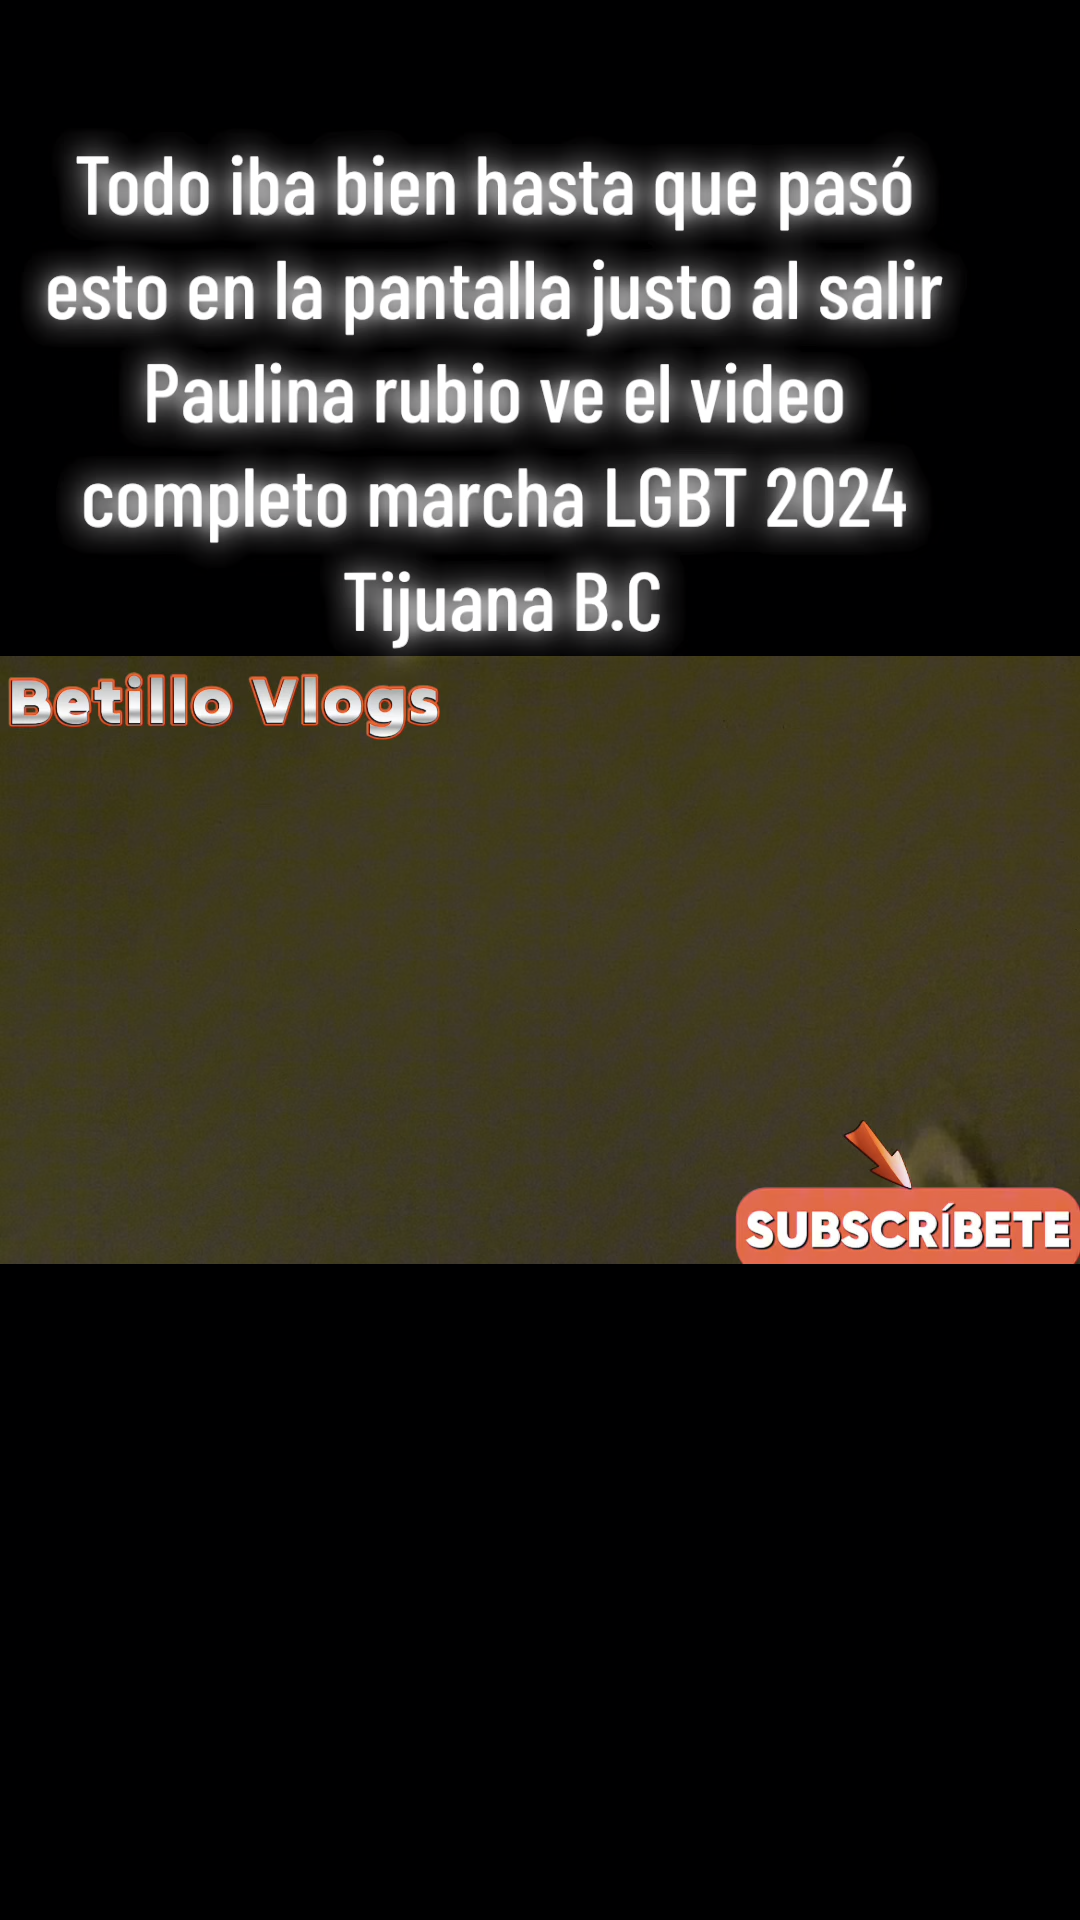 Todo iba bien hasta que pasó
esto en la pantalla justo al salir
Paulina rubio ve el video
completo marcha LGBT 2024
Tijuana B.C
Betillo Vlogs
SUBSCRÍBETE